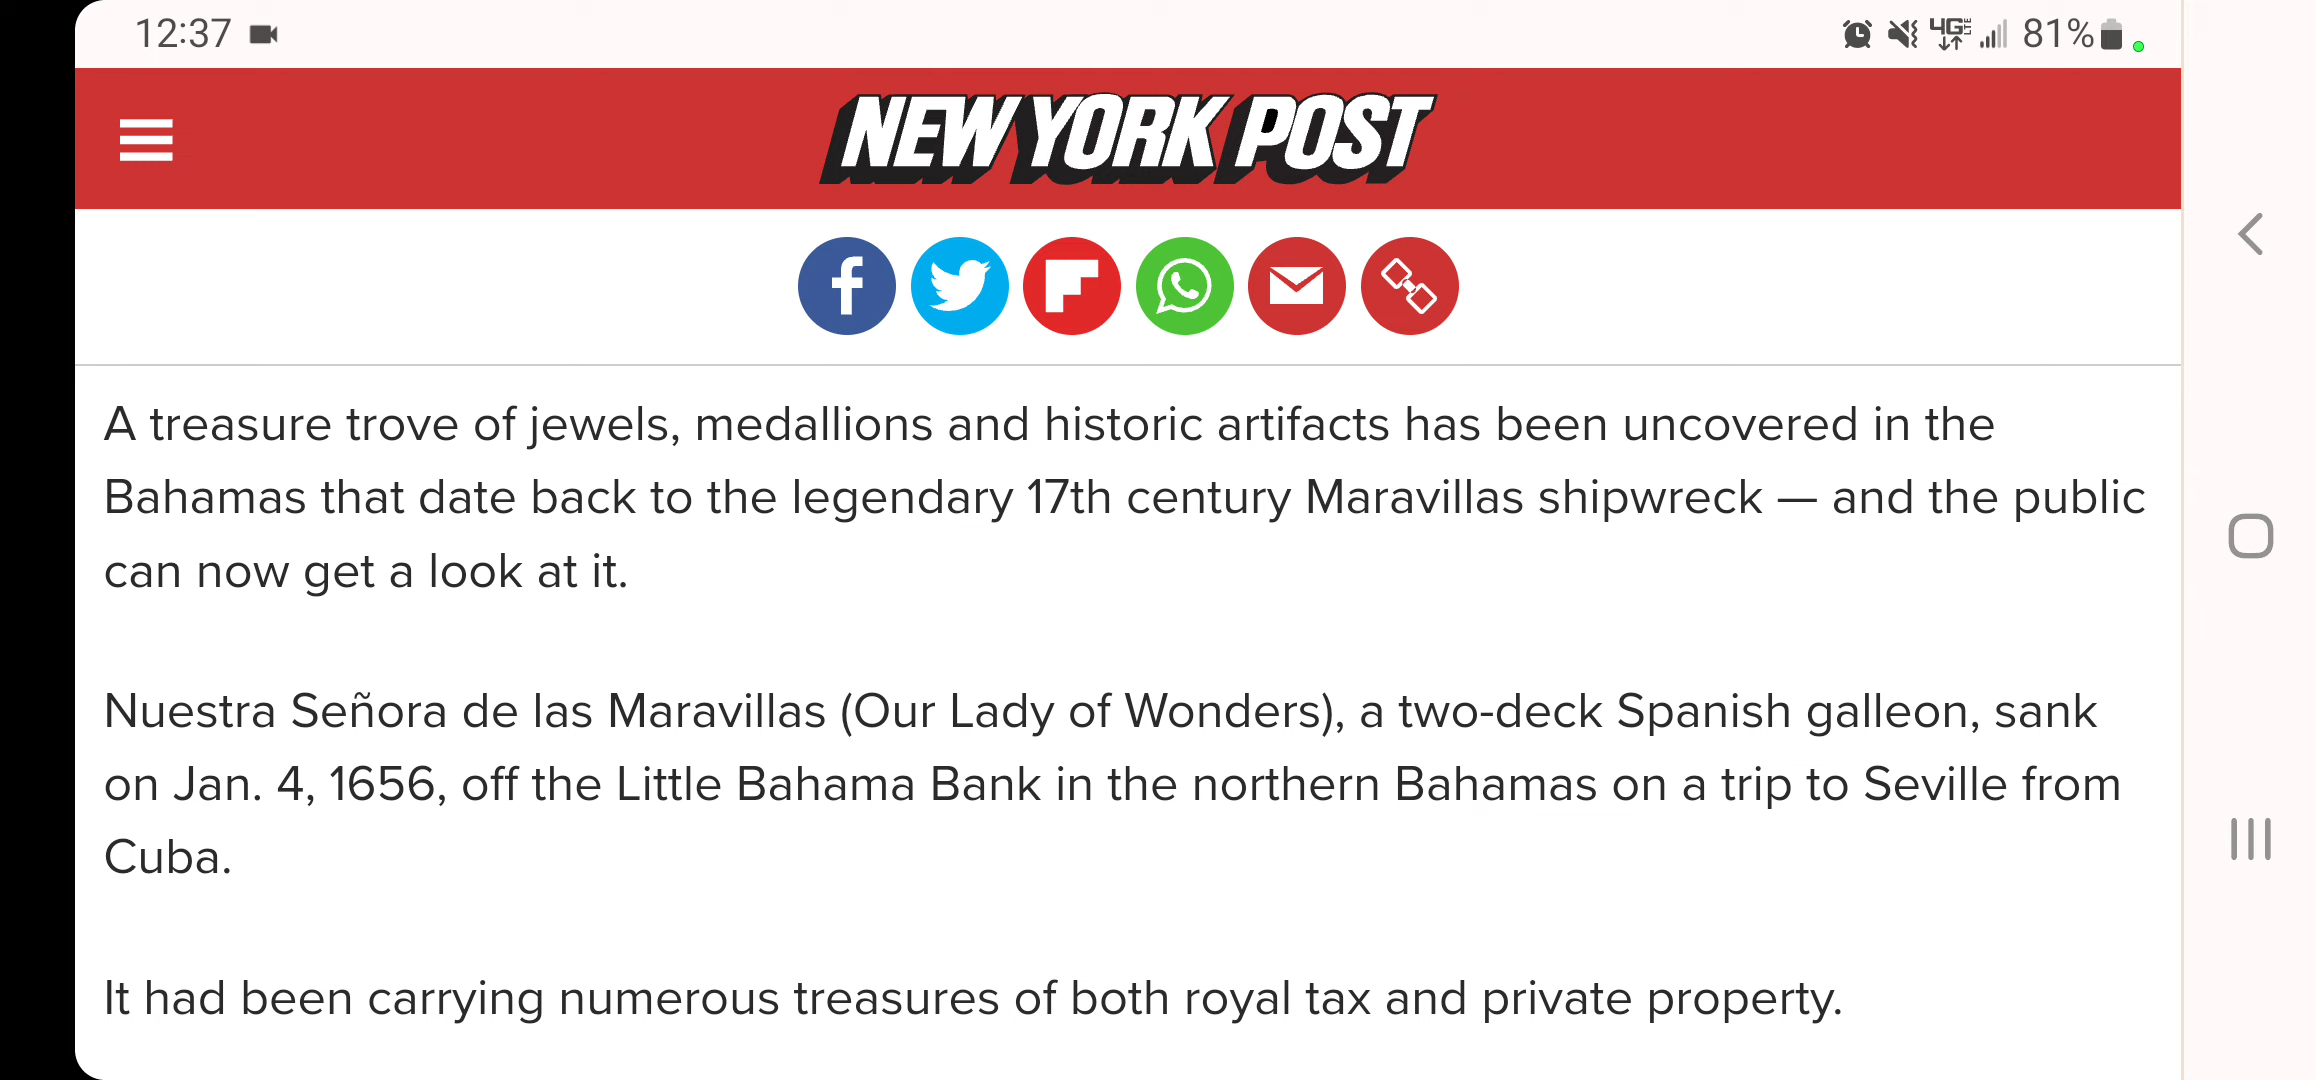 12:37
4G LTE 81%
NEW YORK POST
A treasure trove of jewels, medallions and historic artifacts has been uncovered in the
Bahamas that date back to the legendary 17th century Maravillas shipwreck — and the public
can now get a look at it.
Nuestra Señora de las Maravillas (Our Lady of Wonders), a two-deck Spanish galleon, sank
on Jan. 4, 1656, off the Little Bahama Bank in the northern Bahamas on a trip to Seville from
Cuba.
It had been carrying numerous treasures of both royal tax and private property.